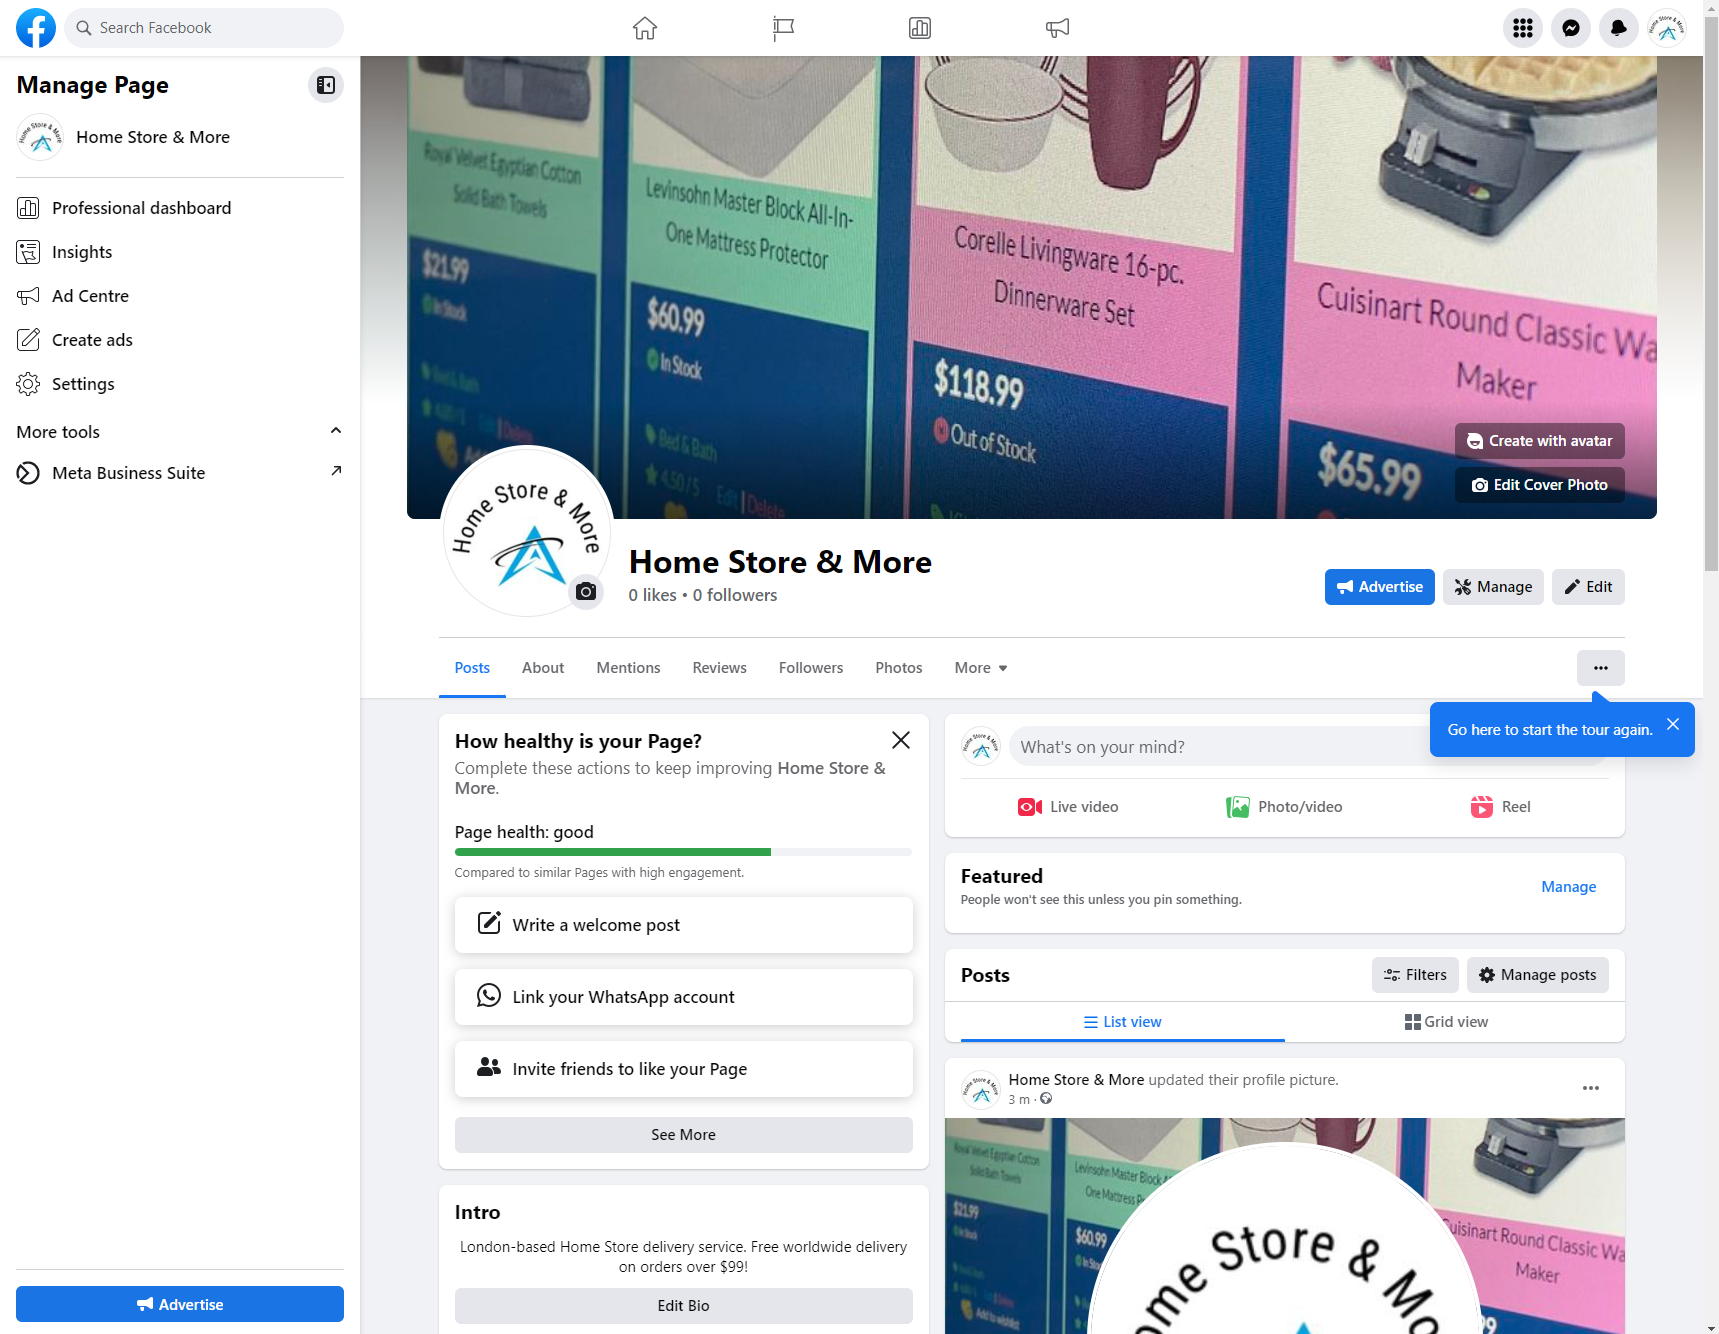 Search Facebook
Manage Page
Home Store & More
Professional dashboard
Insights
Ad Centre
Create ads
Settings
More tools
Meta Business Suite
Advertise
Royal Velvet Egyptian Cotton
Solid Bath Towels
$21.99
In Stock
Bed & Bath
Levinsohn Master Block All-In-
One Mattress Protector
$60.99
In Stock
Bed & Bath
4.50 / 5 Edit | Delete
Corelle Livingware 16-pc.
Dinnerware Set
$118.99
Out of Stock
Cuisinart Round Classic Wa
Maker
$65.99
Create with avatar
Edit Cover Photo
Home Store & More
Home Store & More
0 likes • 0 followers
Advertise
Manage
Edit
Posts
About
Mentions
Reviews
Followers
Photos
More
Go here to start the tour again.
How healthy is your Page?
Complete these actions to keep improving Home Store &
More.
Page health: good
Compared to similar Pages with high engagement.
Write a welcome post
Link your WhatsApp account
Invite friends to like your Page
See More
Intro
London-based Home Store delivery service. Free worldwide delivery
on orders over $99!
Edit Bio
What's on your mind?
Live video
Photo/video
Reel
Featured
People won't see this unless you pin something.
Manage
Posts
Filters
Manage posts
List view
Grid view
Home Store & More updated their profile picture.
3 m ·
Royal Velvet Egyptian Cotton
Solid Bath Towels
$21.99
In Stock
Add to wishlist
Levinsohn Master Block A
One Mattress P
$60.99
In Sto
Cuisinart Round Classic Wa
Maker
ome Store & Mo